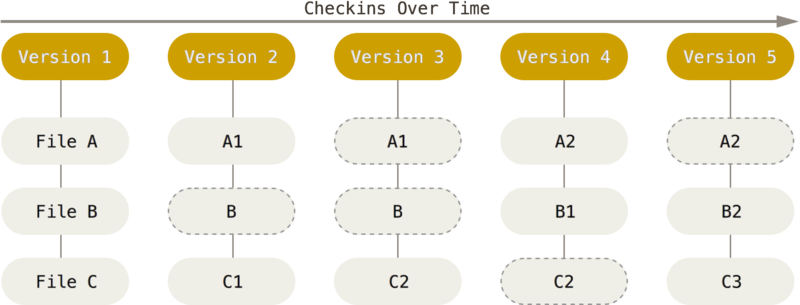 Checkins Over Time
Version 1 Version 2 Version 3 Version 4 Version 5
File A A1 A1 A2 A2
File B B B B1 B2
File C C1 C2 C2 C3